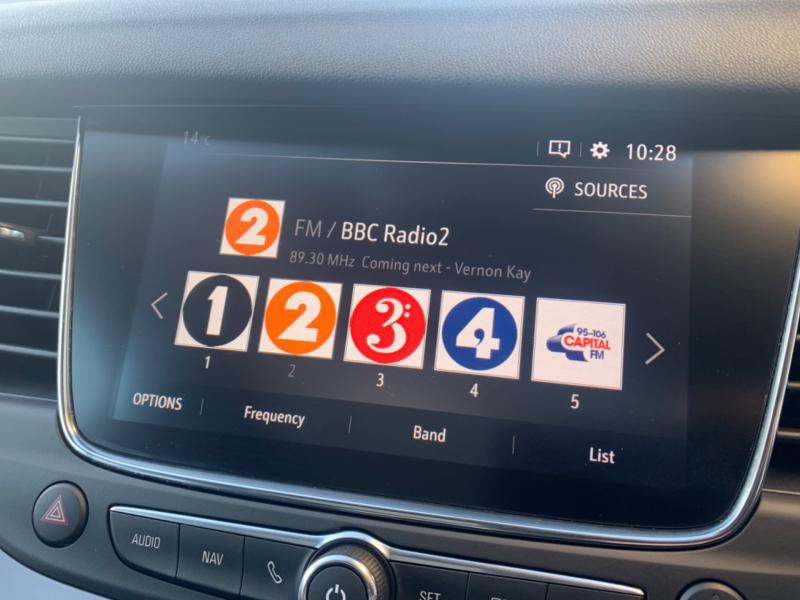 14°C 10:28
SOURCES
2 FM / BBC Radio2
89.30 MHz Coming next - Vernon Kay
1 2 3: 4 95-106 CAPITAL FM
1 2 3 4 5
OPTIONS Frequency Band List
AUDIO NAV SET